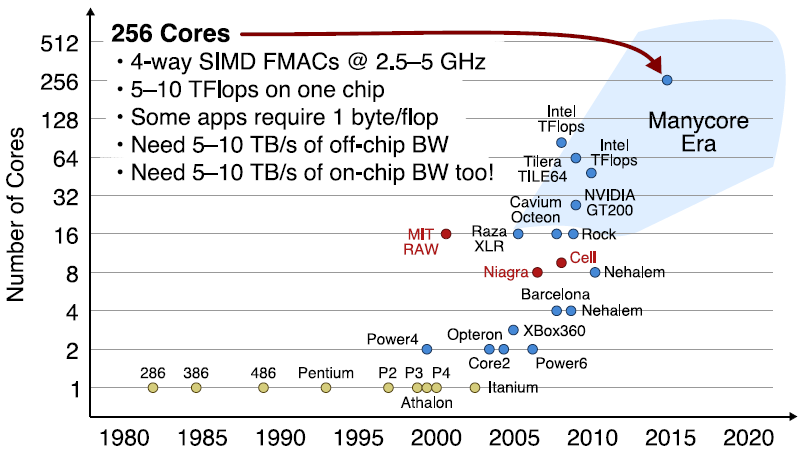 256 Cores
· 4-way SIMD FMACs @ 2.5–5 GHz
· 5–10 TFlops on one chip
· Some apps require 1 byte/flop
· Need 5–10 TB/s of off-chip BW
· Need 5–10 TB/s of on-chip BW too!
Number of Cores
512
256
128
64
32
16
8
4
2
1
Manycore
Era
Intel
TFlops
Intel
TFlops
Tilera
TILE64
NVIDIA
GT200
Cavium
Octeon
MIT
RAW
Raza
XLR
Rock
Cell
Niagra
Nehalem
Barcelona
Nehalem
XBox360
Power4
Opteron
Core2
Power6
286
386
486
Pentium
P2
P3
P4
Athalon
Itanium
1980
1985
1990
1995
2000
2005
2010
2015
2020